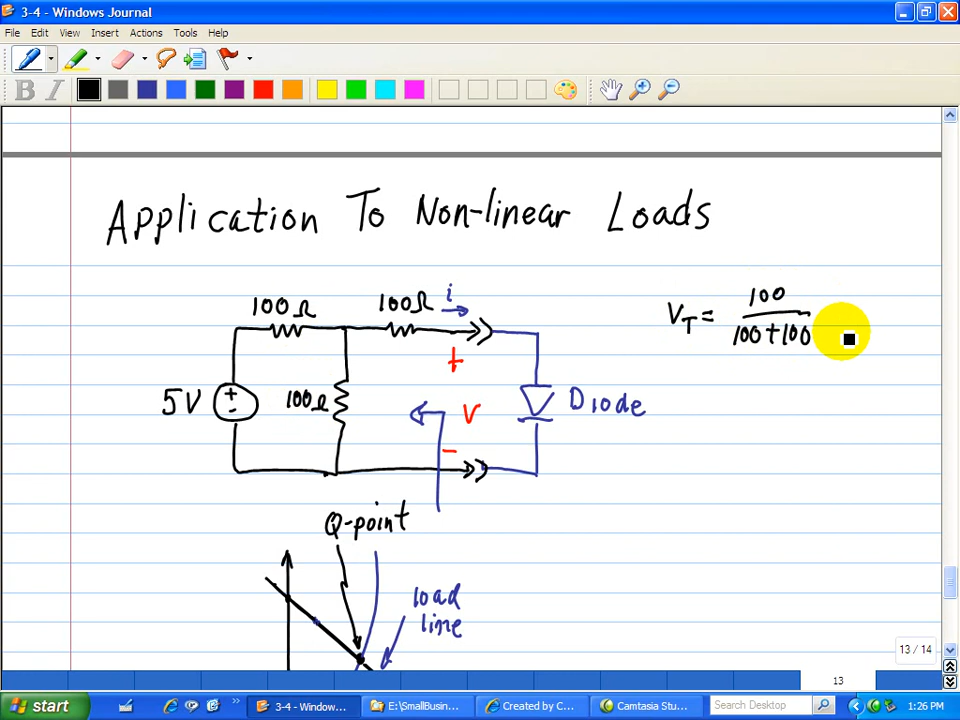 3-4 - Windows Journal
File Edit View Insert Actions Tools Help
B I
Application To Non-linear Loads
100Ω 100Ω i
V_T = 100 / 100+100
+
5V + - 100Ω V Diode
-
Q-point
load
line
13 / 14
13
start 3-4 - Window... E:\SmallBusin... Created by C... Camtasia Stu... Search Desktop 1:26 PM